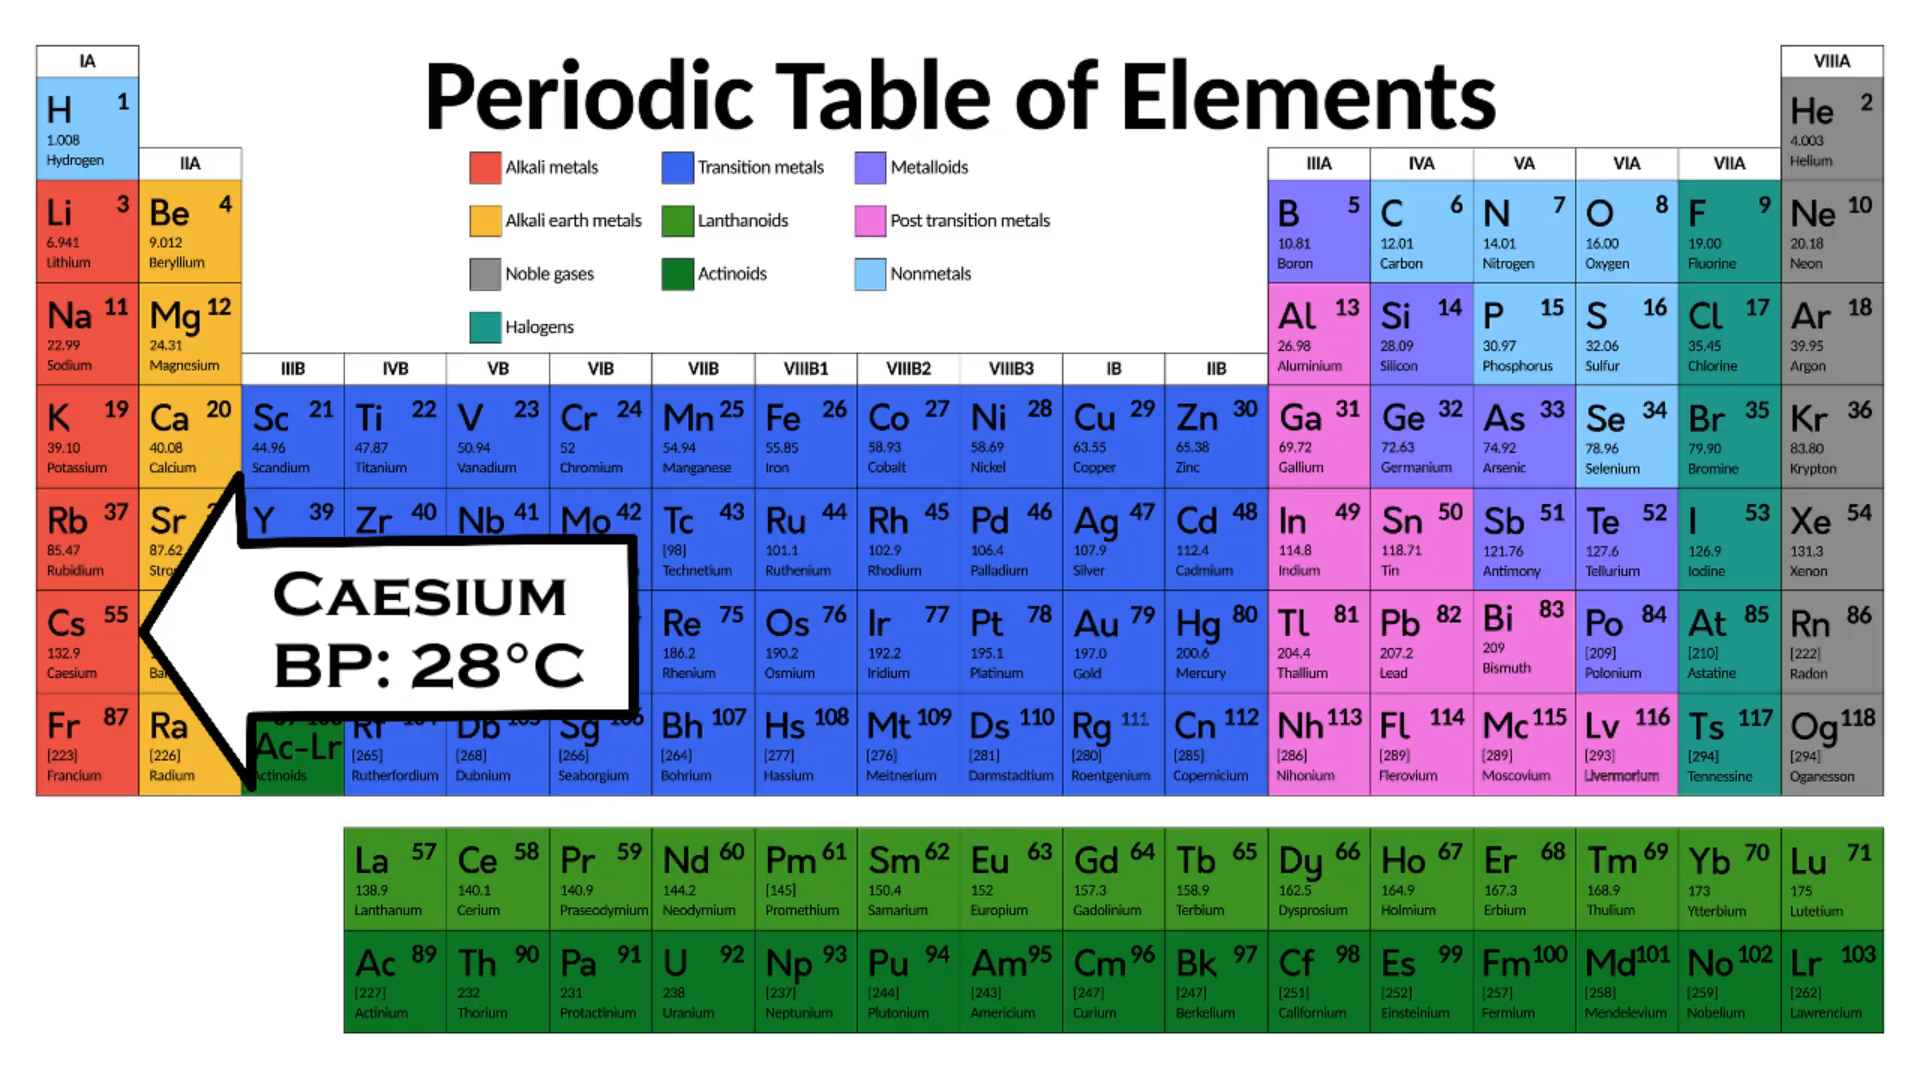 Periodic Table of Elements
IA
VIIIA
H 1
1.008
Hydrogen
He 2
4.003
Helium
IIA
IIIA IVA VA VIA VIIA
Alkali metals
Transition metals
Metalloids
Alkali earth metals
Lanthanoids
Post transition metals
Noble gases
Actinoids
Nonmetals
Halogens
Li 3 Be 4 B 5 C 6 N 7 O 8 F 9 Ne 10
6.941 9.012 10.81 12.01 14.01 16.00 19.00 20.18
Lithium Beryllium Boron Carbon Nitrogen Oxygen Fluorine Neon
Na 11 Mg 12 Al 13 Si 14 P 15 S 16 Cl 17 Ar 18
22.99 24.31 26.98 28.09 30.97 32.06 35.45 39.95
Sodium Magnesium Aluminium Silicon Phosphorus Sulfur Chlorine Argon
IIIB IVB VB VIB VIIB VIIIB1 VIIIB2 VIIIB3 IB IIB
K 19 Ca 20 Sc 21 Ti 22 V 23 Cr 24 Mn 25 Fe 26 Co 27 Ni 28 Cu 29 Zn 30 Ga 31 Ge 32 As 33 Se 34 Br 35 Kr 36
39.10 40.08 44.96 47.87 50.94 52 54.94 55.85 58.93 58.69 63.55 65.38 69.72 72.63 74.92 78.96 79.90 83.80
Potassium Calcium Scandium Titanium Vanadium Chromium Manganese Iron Cobalt Nickel Copper Zinc Gallium Germanium Arsenic Selenium Bromine Krypton
Rb 37 Sr Y 39 Zr 40 Nb 41 Mo 42 Tc 43 Ru 44 Rh 45 Pd 46 Ag 47 Cd 48 In 49 Sn 50 Sb 51 Te 52 I 53 Xe 54
85.47 87.62 [98] 101.1 102.9 106.4 107.9 112.4 114.8 118.71 121.76 127.6 126.9 131.3
Rubidium Technetium Ruthenium Rhodium Palladium Silver Cadmium Indium Tin Antimony Tellurium Iodine Xenon
CAESIUM
BP: 28°C
Cs 55 Re 75 Os 76 Ir 77 Pt 78 Au 79 Hg 80 Tl 81 Pb 82 Bi 83 Po 84 At 85 Rn 86
132.9 186.2 190.2 192.2 195.1 197.0 200.6 204.4 207.2 209 [209] [210] [222]
Caesium Rhenium Osmium Iridium Platinum Gold Mercury Thallium Lead Bismuth Polonium Astatine Radon
Fr 87 Ra Ac-Lr Rf 104 Db 105 Sg 106 Bh 107 Hs 108 Mt 109 Ds 110 Rg 111 Cn 112 Nh 113 Fl 114 Mc 115 Lv 116 Ts 117 Og 118
[223] [226] [265] [268] [266] [264] [277] [276] [281] [280] [285] [286] [289] [289] [293] [294] [294]
Francium Radium Actinoids Rutherfordium Dubnium Seaborgium Bohrium Hassium Meitnerium Darmstadtium Roentgenium Copernicium Nihonium Flerovium Moscovium Livermorium Tennessine Oganesson
La 57 Ce 58 Pr 59 Nd 60 Pm 61 Sm 62 Eu 63 Gd 64 Tb 65 Dy 66 Ho 67 Er 68 Tm 69 Yb 70 Lu 71
138.9 140.1 140.9 144.2 [145] 150.4 152 157.3 158.9 162.5 164.9 167.3 168.9 173 175
Lanthanum Cerium Praseodymium Neodymium Promethium Samarium Europium Gadolinium Terbium Dysprosium Holmium Erbium Thulium Ytterbium Lutetium
Ac 89 Th 90 Pa 91 U 92 Np 93 Pu 94 Am 95 Cm 96 Bk 97 Cf 98 Es 99 Fm 100 Md 101 No 102 Lr 103
[227] 232 231 238 [237] [244] [243] [247] [247] [251] [252] [257] [258] [259] [262]
Actinium Thorium Protactinium Uranium Neptunium Plutonium Americium Curium Berkelium Californium Einsteinium Fermium Mendelevium Nobelium Lawrencium